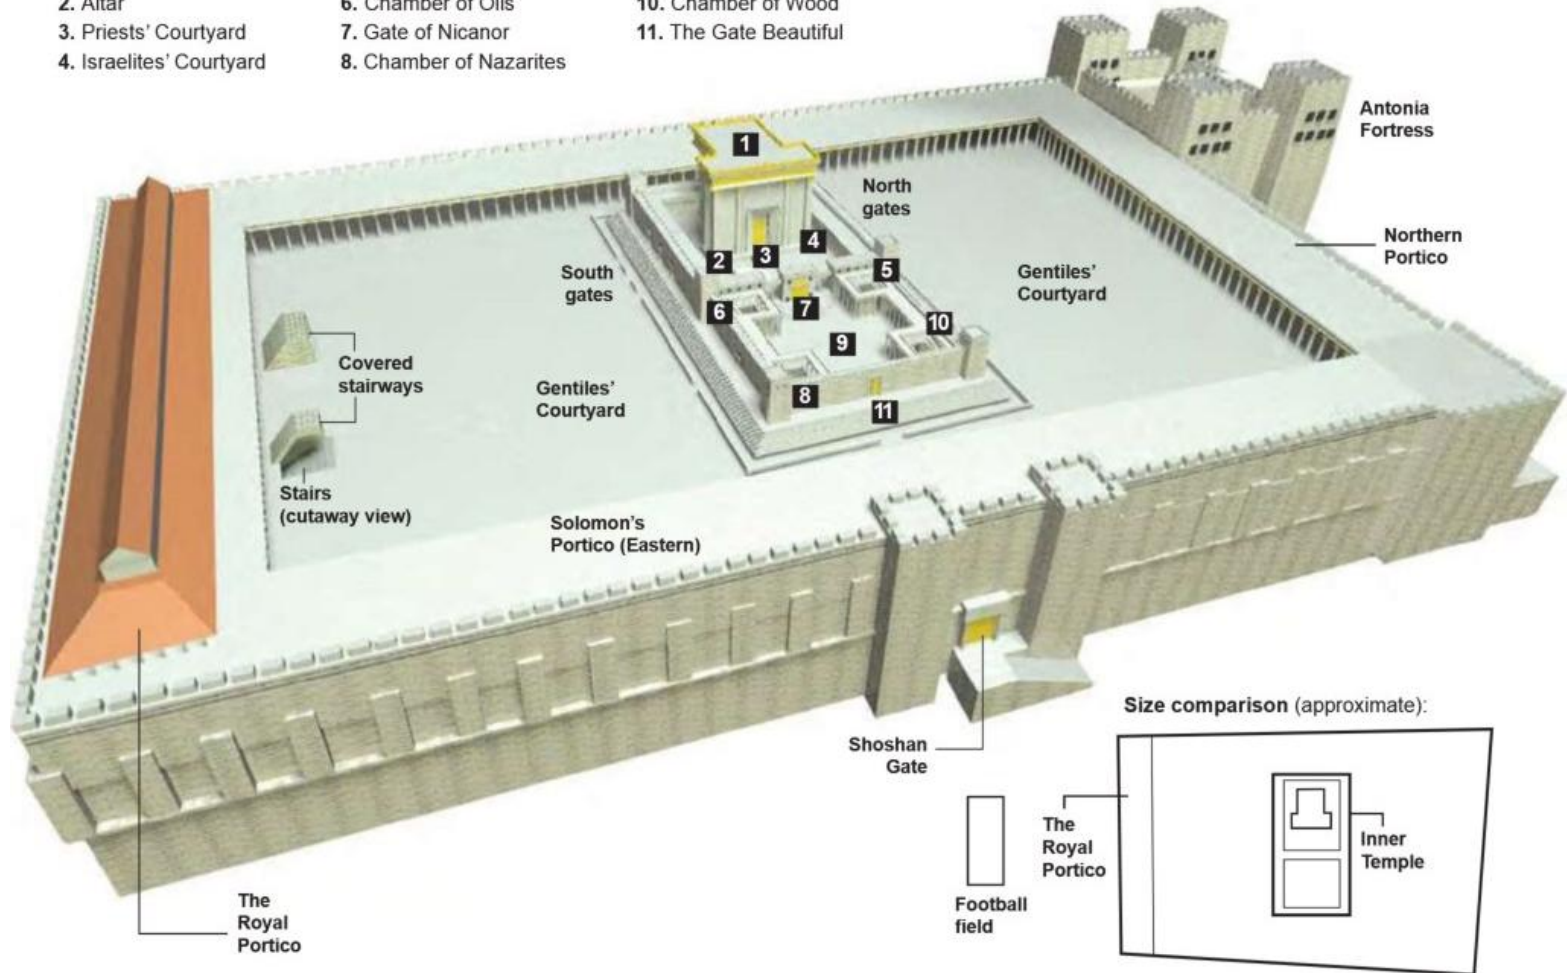 2. Altar
3. Priests' Courtyard
4. Israelites' Courtyard
6. Chamber of Oils
7. Gate of Nicanor
8. Chamber of Nazarites
10. Chamber of Wood
11. The Gate Beautiful
Antonia
Fortress
1
North
gates
Northern
Portico
2
3
4
5
South
gates
Gentiles'
Courtyard
6
7
10
9
Covered
stairways
Gentiles'
Courtyard
8
11
Stairs
(cutaway view)
Solomon's
Portico (Eastern)
Shoshan
Gate
The
Royal
Portico
Size comparison (approximate):
Football
field
The
Royal
Portico
Inner
Temple